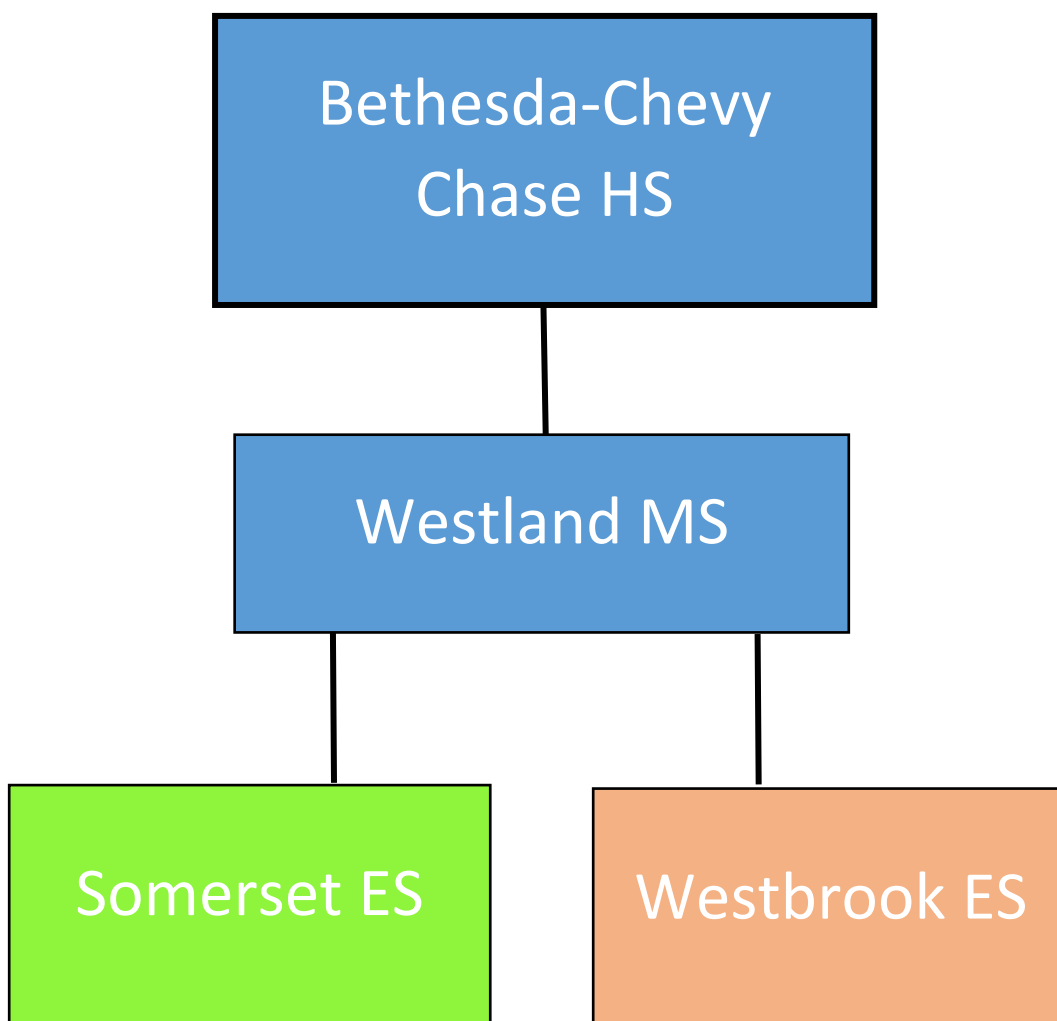 Bethesda-Chevy
Chase HS
Westland MS
Somerset ES
Westbrook ES